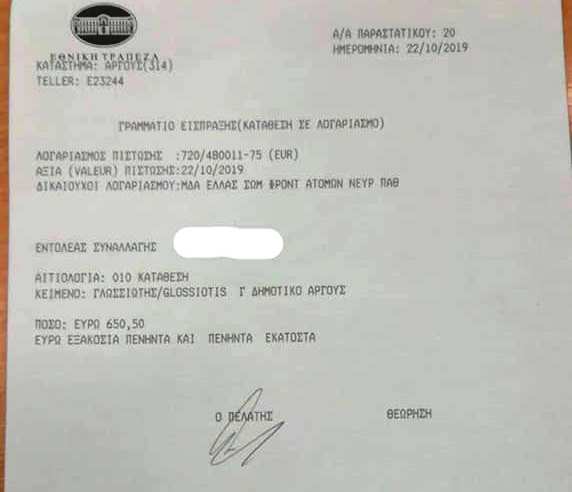 Α/Α ΠΑΡΑΣΤΑΤΙΚΟΥ: 20
ΗΜΕΡΟΜΗΝΙΑ: 22/10/2019
ΕΘΝΙΚΗ ΤΡΑΠΕΖΑ
ΚΑΤΑΣΤΗΜΑ: ΑΡΓΟΥΣ(314)
TELLER: E23244
ΓΡΑΜΜΑΤΙΟ ΕΙΣΠΡΑΞΗΣ(ΚΑΤΑΘΕΣΗ ΣΕ ΛΟΓΑΡΙΑΣΜΟ)
ΛΟΓΑΡΙΑΣΜΟΣ ΠΙΣΤΩΣΗΣ :720/480011-75 (EUR)
ΑΞΙΑ (VALEUR) ΠΙΣΤΩΣΗΣ:22/10/2019
ΔΙΚΑΙΟΥΧΟΙ ΛΟΓΑΡΙΑΣΜΟΥ:ΜΔΑ ΕΛΛΑΣ ΣΩΜ ΦΡΟΝΤ ΑΤΟΜΩΝ ΝΕΥΡ ΠΑΘ
ΕΝΤΟΛΕΑΣ ΣΥΝΑΛΛΑΓΗΣ
ΑΙΤΙΟΛΟΓΙΑ: 010 ΚΑΤΑΘΕΣΗ
ΚΕΙΜΕΝΟ: ΓΛΩΣΣΙΩΤΗΣ/GLOSSIOTIS Γ ΔΗΜΟΤΙΚΟ ΑΡΓΟΥΣ
ΠΟΣΟ: ΕΥΡΩ 650,50
ΕΥΡΩ ΕΞΑΚΟΣΙΑ ΠΕΝΗΝΤΑ ΚΑΙ ΠΕΝΗΝΤΑ ΕΚΑΤΟΣΤΑ
Ο ΠΕΛΑΤΗΣ ΘΕΩΡΗΣΗ